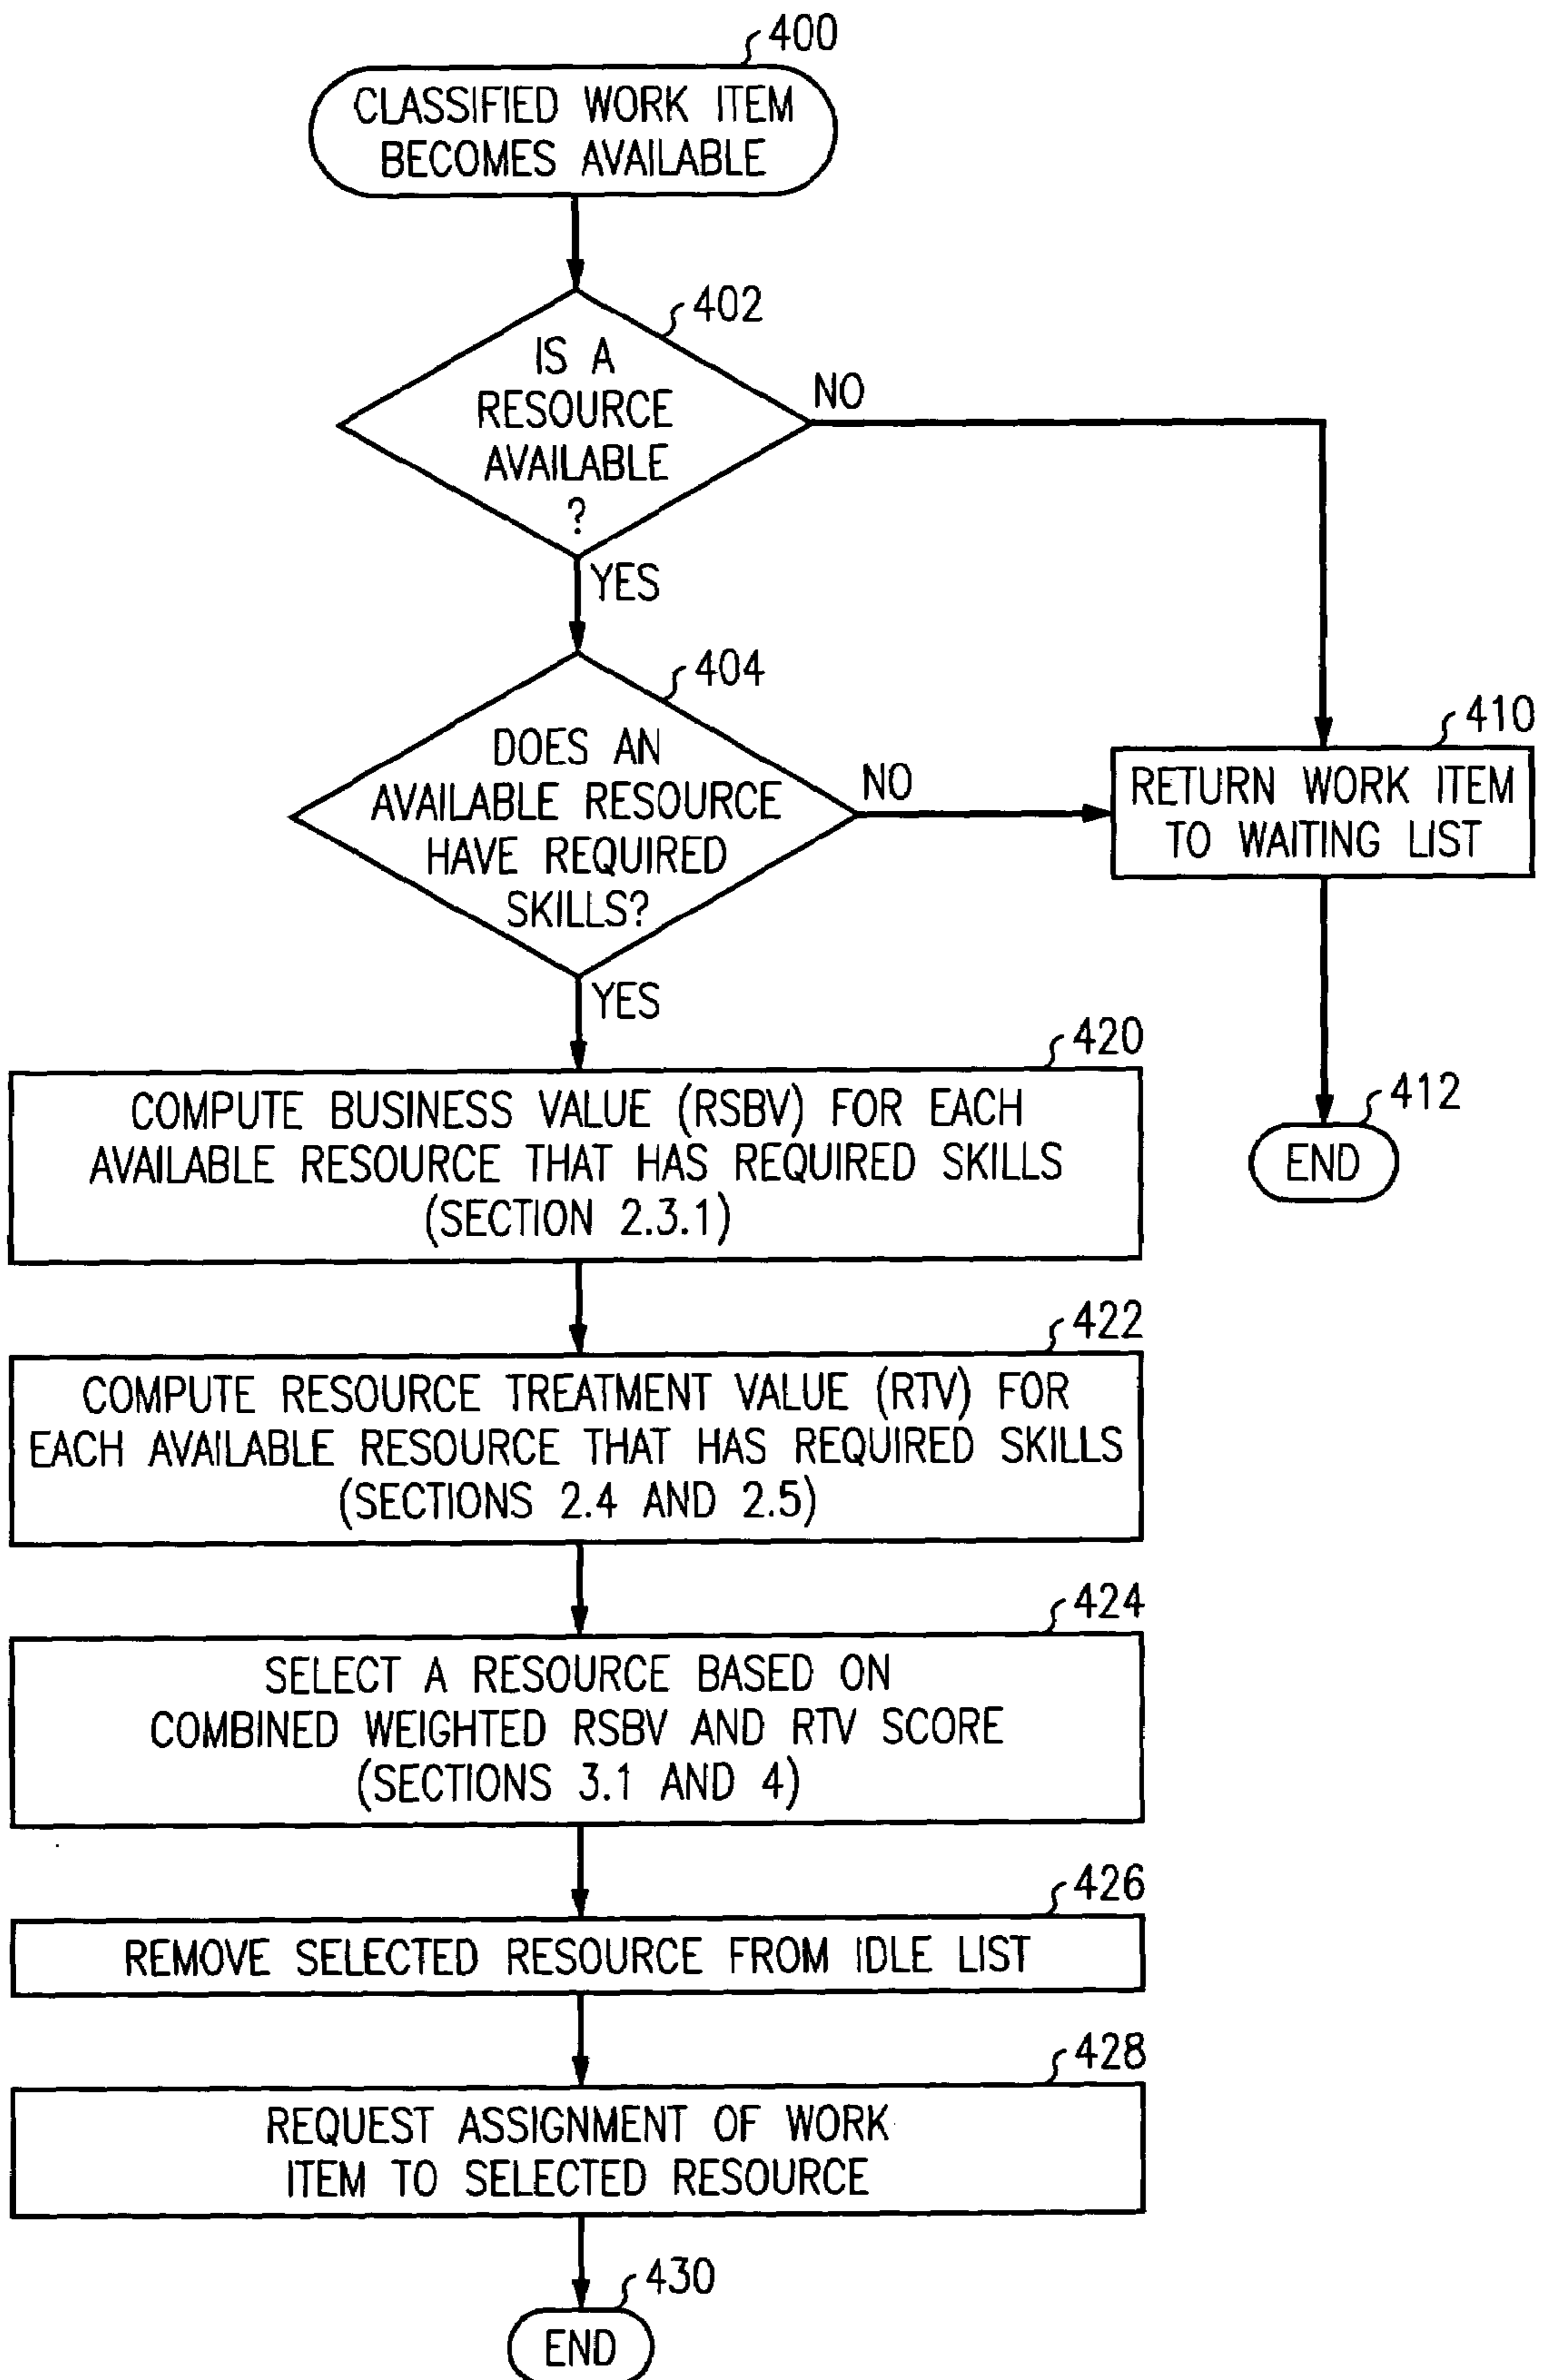 400
CLASSIFIED WORK ITEM
BECOMES AVAILABLE
402
IS A
RESOURCE
AVAILABLE
?
NO
YES
404
DOES AN
AVAILABLE RESOURCE
HAVE REQUIRED
SKILLS?
NO
YES
410
RETURN WORK ITEM
TO WAITING LIST
412
END
420
COMPUTE BUSINESS VALUE (RSBV) FOR EACH
AVAILABLE RESOURCE THAT HAS REQUIRED SKILLS
(SECTION 2.3.1)
422
COMPUTE RESOURCE TREATMENT VALUE (RTV) FOR
EACH AVAILABLE RESOURCE THAT HAS REQUIRED SKILLS
(SECTIONS 2.4 AND 2.5)
424
SELECT A RESOURCE BASED ON
COMBINED WEIGHTED RSBV AND RTV SCORE
(SECTIONS 3.1 AND 4)
426
REMOVE SELECTED RESOURCE FROM IDLE LIST
428
REQUEST ASSIGNMENT OF WORK
ITEM TO SELECTED RESOURCE
430
END